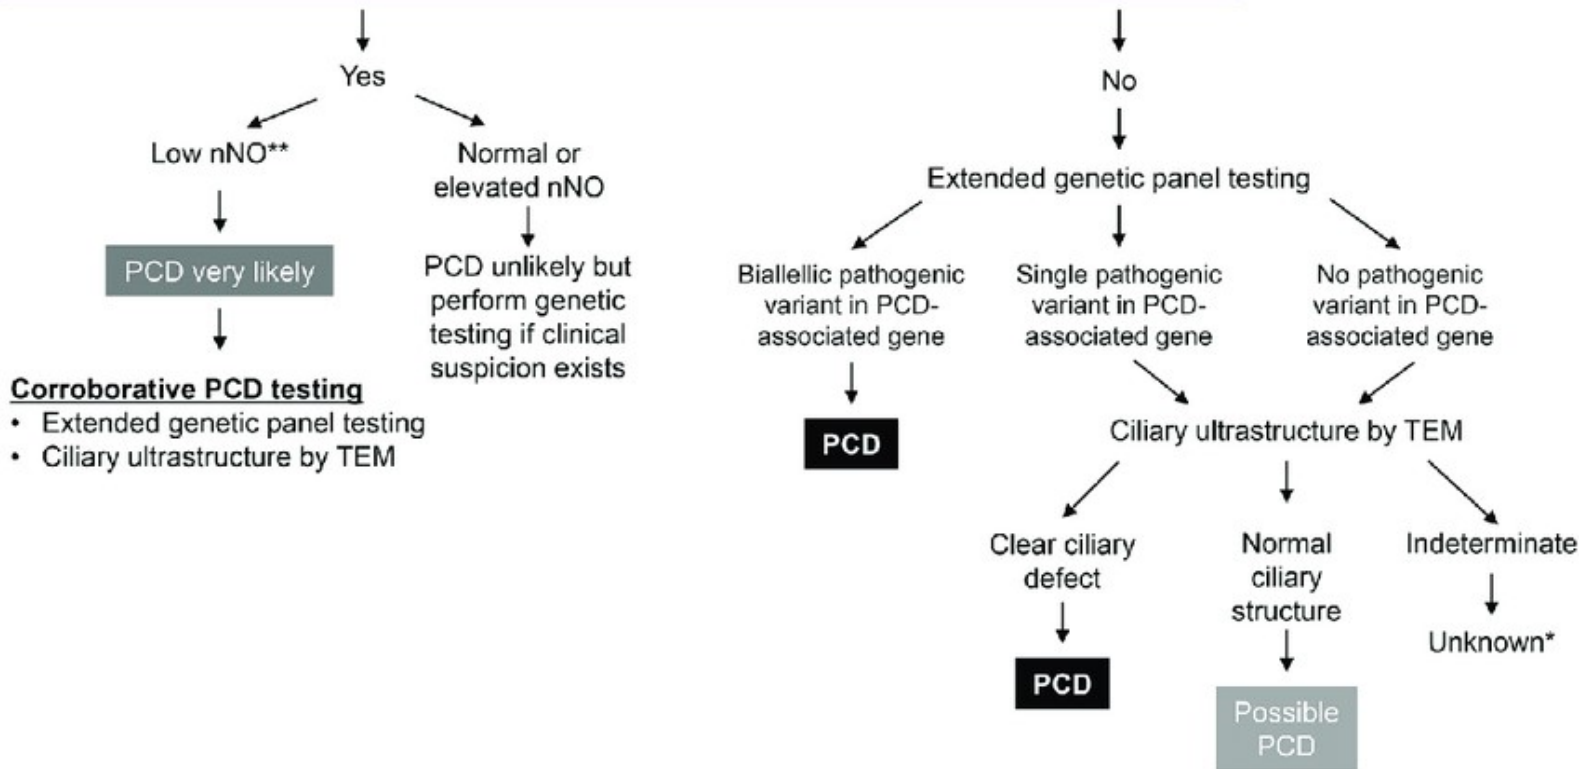 Yes
No
Low nNO**
Normal or
elevated nNO
PCD very likely
PCD unlikely but
perform genetic
testing if clinical
suspicion exists
Corroborative PCD testing
• Extended genetic panel testing
• Ciliary ultrastructure by TEM
Extended genetic panel testing
Biallellic pathogenic
variant in PCD-
associated gene
Single pathogenic
variant in PCD-
associated gene
No pathogenic
variant in PCD-
associated gene
PCD
Ciliary ultrastructure by TEM
Clear ciliary
defect
Normal
ciliary
structure
Indeterminate
PCD
Possible
PCD
Unknown*